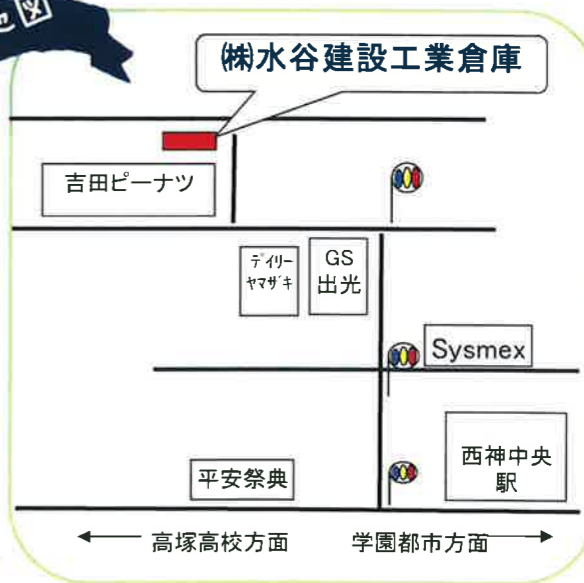 地図
㈱水谷建設工業倉庫
吉田ピーナツ
デイリー
ヤマザキ
GS
出光
Sysmex
西神中央
駅
平安祭典
高塚高校方面
学園都市方面